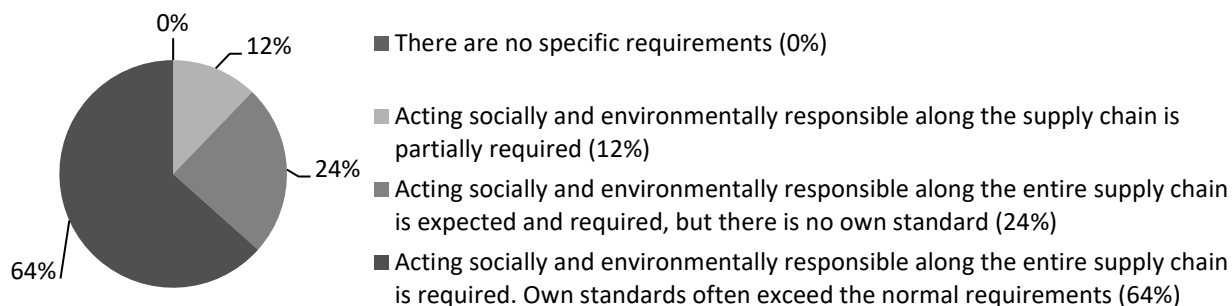 0%
12%
24%
64%
There are no specific requirements (0%)
Acting socially and environmentally responsible along the supply chain is
partially required (12%)
Acting socially and environmentally responsible along the entire supply chain
is expected and required, but there is no own standard (24%)
Acting socially and environmentally responsible along the entire supply chain
is required. Own standards often exceed the normal requirements (64%)